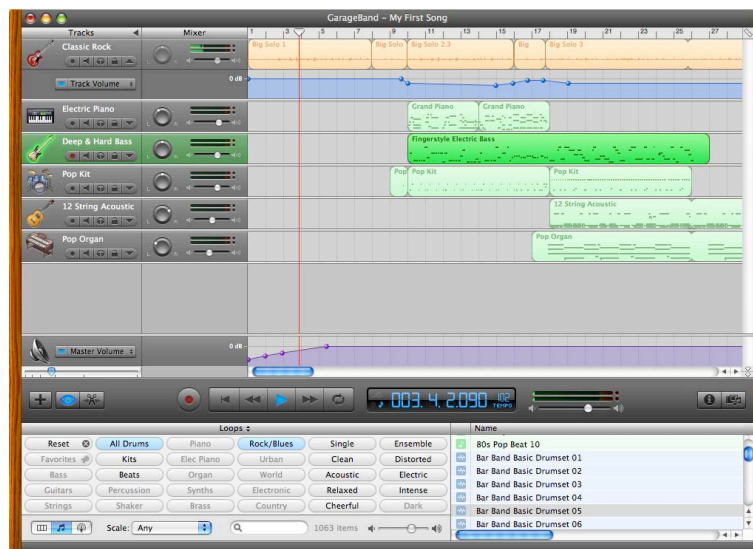 GarageBand – My First Song
Tracks Mixer 1 3 7 9 11 13 15 17 19 21 23 25 27
Classic Rock
Big Solo 1 Big Solo Big Solo 2.3 Big Big Solo 3
Track Volume
0 dB
Electric Piano
Grand Piano Grand Piano
Deep & Hard Bass
Fingerstyle Electric Bass
Pop Kit
Pop Pop Kit Pop Kit
12 String Acoustic
12 String Acoustic
Pop Organ
Pop Organ
Master Volume
0 dB
003. 4. 2.090 102
TEMPO
Loops
Name
Reset All Drums Piano Rock/Blues Single Ensemble
80s Pop Beat 10
Favorites Kits Elec Piano Urban Clean Distorted
Bar Band Basic Drumset 01
Bass Beats Organ World Acoustic Electric
Bar Band Basic Drumset 02
Guitars Percussion Synths Electronic Relaxed Intense
Bar Band Basic Drumset 03
Bar Band Basic Drumset 04
Strings Shaker Brass Country Cheerful Dark
Bar Band Basic Drumset 05
Scale: Any 1063 items
Bar Band Basic Drumset 06